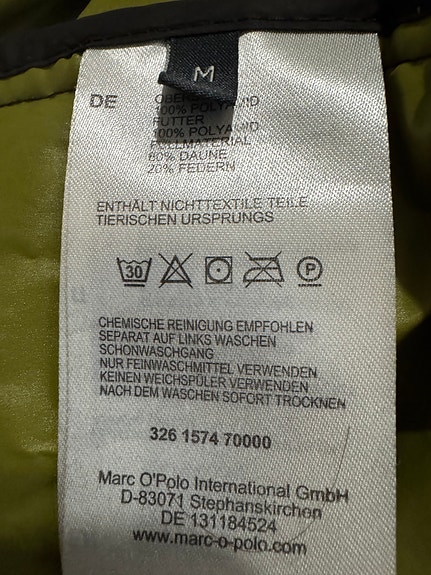 M
DE
100% POLYAMID
FUTTER
100% POLYAMID
FÜLLMATERIAL
80% DAUNE
20% FEDERN
ENTHÄLT NICHTTEXTILE TEILE
TIERISCHEN URSPRUNGS
30 P
CHEMISCHE REINIGUNG EMPFOHLEN
SEPARAT AUF LINKS WASCHEN
SCHONWASCHGANG
NUR FEINWASCHMITTEL VERWENDEN
KEINEN WEICHSPÜLER VERWENDEN
NACH DEM WASCHEN SOFORT TROCKNEN
326 1574 70000
Marc O'Polo International GmbH
D-83071 Stephanskirchen
DE 131184524
www.marc-o-polo.com